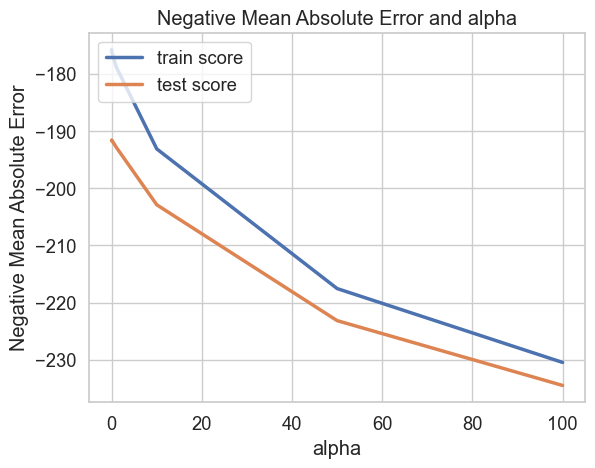 Negative Mean Absolute Error and alpha
train score
test score
Negative Mean Absolute Error
−180
−190
−200
−210
−220
−230
0 20 40 60 80 100
alpha